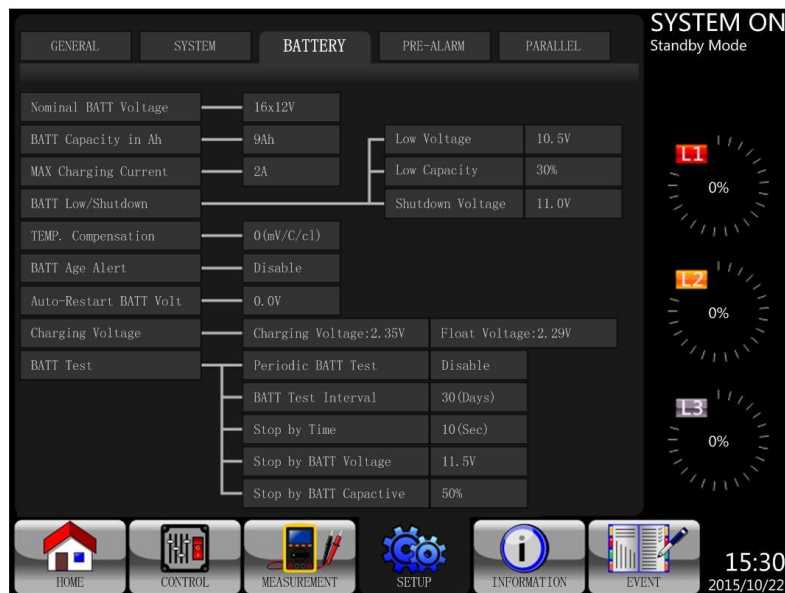 SYSTEM ON
Standby Mode
GENERAL SYSTEM BATTERY PRE-ALARM PARALLEL
Nominal BATT Voltage 16x12V
BATT Capacity in Ah 9Ah Low Voltage 10.5V
MAX Charging Current 2A Low Capacity 30%
BATT Low/Shutdown Shutdown Voltage 11.0V
TEMP. Compensation 0(mV/C/cl)
BATT Age Alert Disable
Auto-Restart BATT Volt 0.0V
Charging Voltage Charging Voltage:2.35V Float Voltage:2.29V
BATT Test Periodic BATT Test Disable
BATT Test Interval 30(Days)
Stop by Time 10(Sec)
Stop by BATT Voltage 11.5V
Stop by BATT Capactive 50%
L1
0%
L2
0%
L3
0%
HOME CONTROL MEASUREMENT SETUP INFORMATION EVENT
15:30
2015/10/22